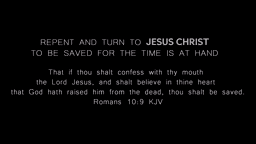 REPENT AND TURN TO JESUS CHRIST
TO BE SAVED FOR THE TIME IS AT HAND
That if thou shalt confess with thy mouth
the Lord Jesus, and shalt believe in thine heart
that God hath raised him from the dead, thou shalt be saved.
Romans 10:9 KJV